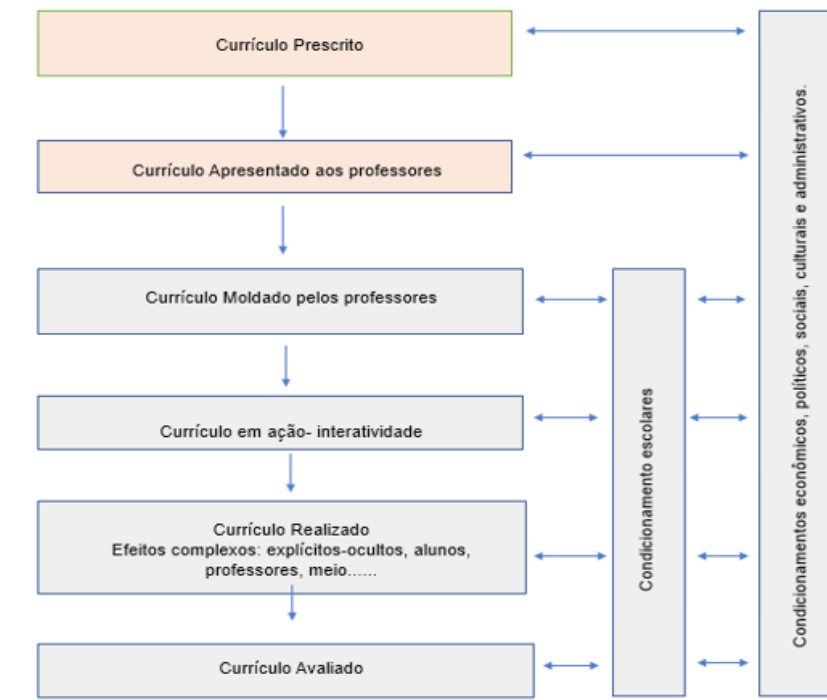 Currículo Prescrito
Currículo Apresentado aos professores
Currículo Moldado pelos professores
Currículo em ação- interatividade
Currículo Realizado
Efeitos complexos: explícitos-ocultos, alunos,
professores, meio......
Currículo Avaliado
Condicionamento escolares
Condicionamentos econômicos, políticos, sociais, culturais e administrativos.